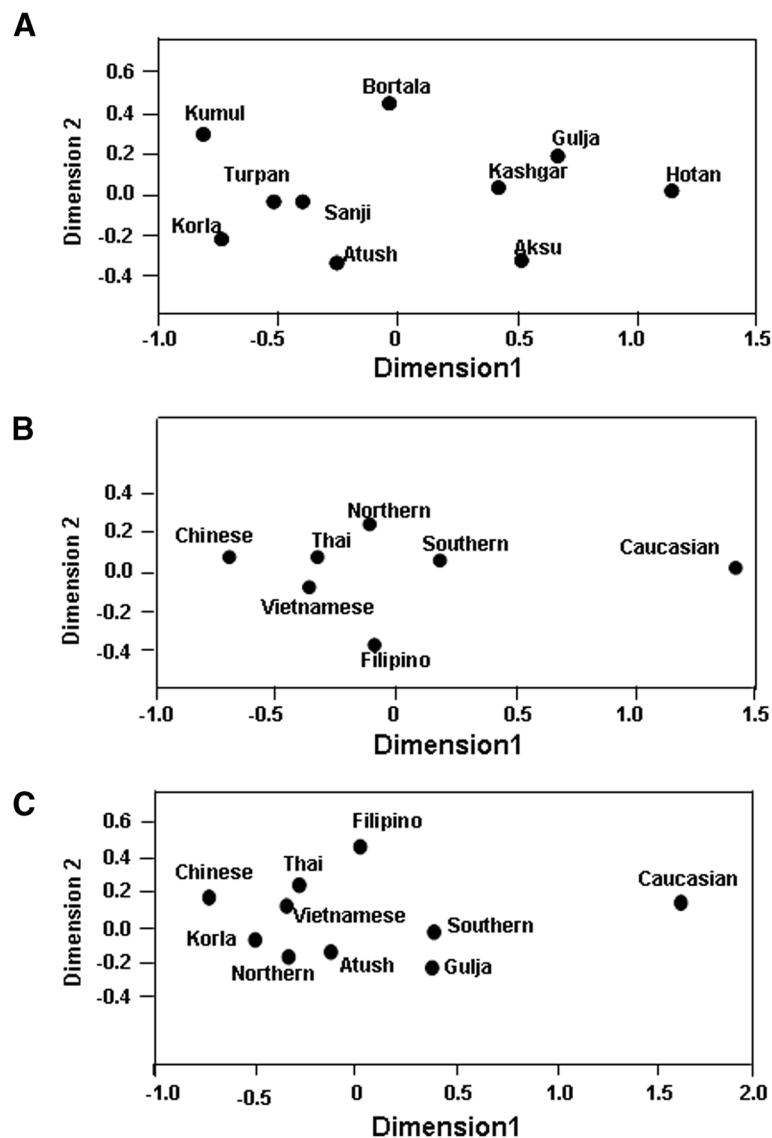 A
Dimension 2
0.6
0.4
0.2
0.0
-0.2
-0.4
Bortala
Kumul
Gulja
Turpan
Kashgar
Hotan
Sanji
Korla
Atush
Aksu
-1.0 -0.5 0 0.5 1.0 1.5
Dimension1
B
Dimension 2
0.4
0.2
0.0
-0.2
-0.4
Northern
Chinese
Thai
Southern
Caucasian
Vietnamese
Filipino
-1.0 -0.5 0 0.5 1.0 1.5
Dimension1
C
Dimension 2
0.6
0.4
0.2
0.0
-0.2
-0.4
Filipino
Thai
Chinese
Caucasian
Vietnamese
Southern
Korla
Atush
Gulja
Northern
-1.0 -0.5 0 0.5 1.0 1.5 2.0
Dimension1